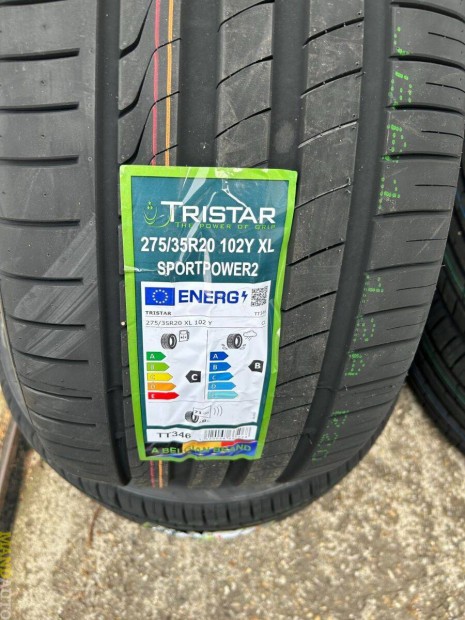 TRISTAR
THE POWER OF GRIP
275/35R20 102Y XL
SPORTPOWER2
ENERG
TRISTAR
275/35R20 XL 102 Y
A
B
C
D
E
C
A
B
C
D
E
B
TT346
A BELGIAN BRAND
MANDAUTO